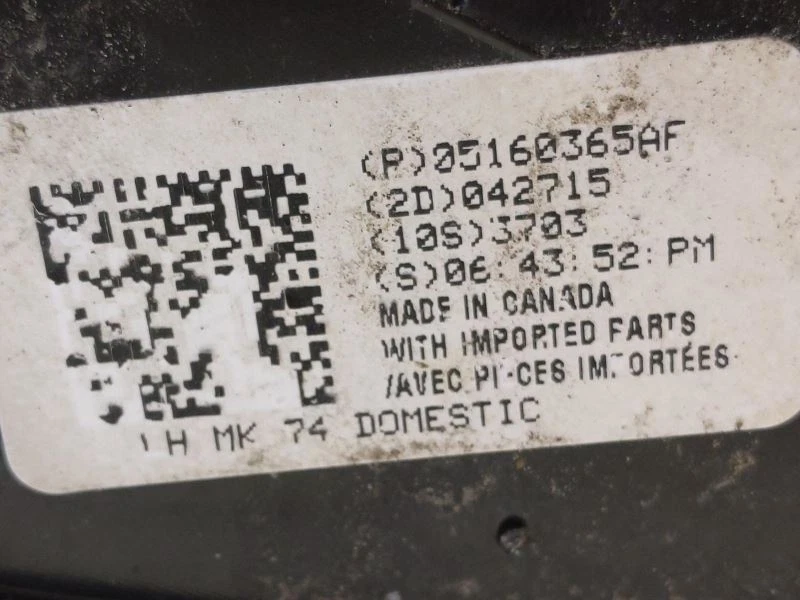 (P)05160365AF
(2D)042715
(10S)3703
(S)06:43:52:PM
MADE IN CANADA
WITH IMPORTED PARTS
/AVEC PIECES IMPORTÉES
H MK 74 DOMESTIC